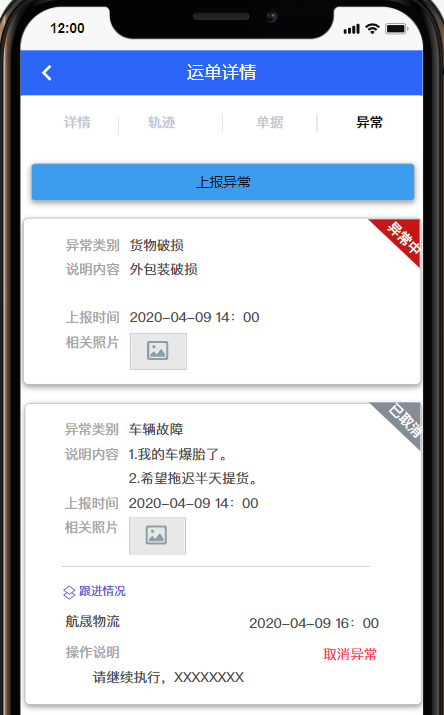 12:00
运单详情
详情 轨迹 单据 异常
上报异常
异常中
异常类别 货物破损
说明内容 外包装破损
上报时间 2020-04-09 14：00
相关照片
已取消
异常类别 车辆故障
说明内容 1.我的车爆胎了。
2.希望拖迟半天提货。
上报时间 2020-04-09 14：00
相关照片
跟进情况
航晟物流 2020-04-09 16：00
操作说明 取消异常
请继续执行，XXXXXXXX